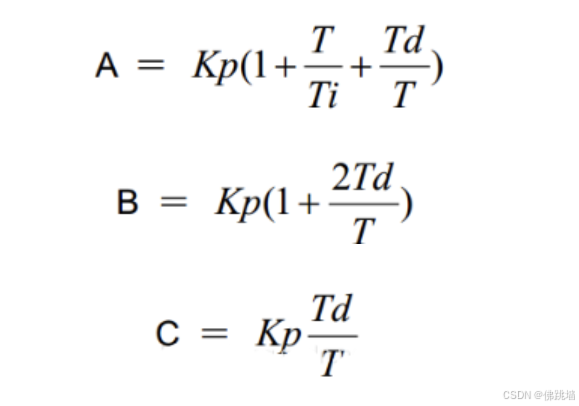 A = Kp(1+T/Ti+Td/T)
B = Kp(1+2Td/T)
C = Kp Td/T
CSDN @佛跳墙